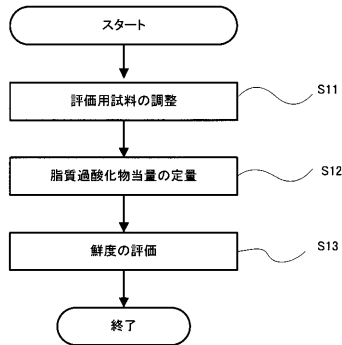 スタート
評価用試料の調整
S11
脂質過酸化物当量の定量
S12
鮮度の評価
S13
終了